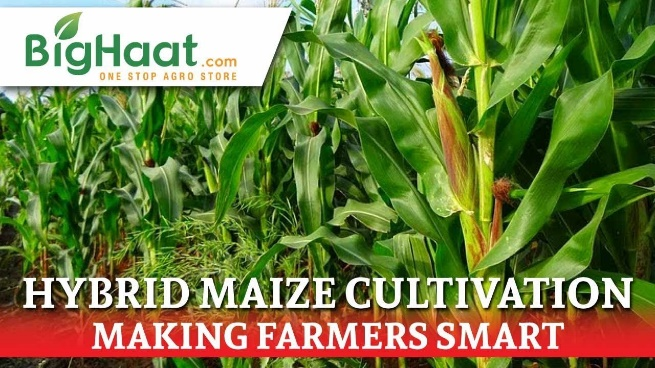 BigHaat.com
ONE STOP AGRO STORE
HYBRID MAIZE CULTIVATION
MAKING FARMERS SMART